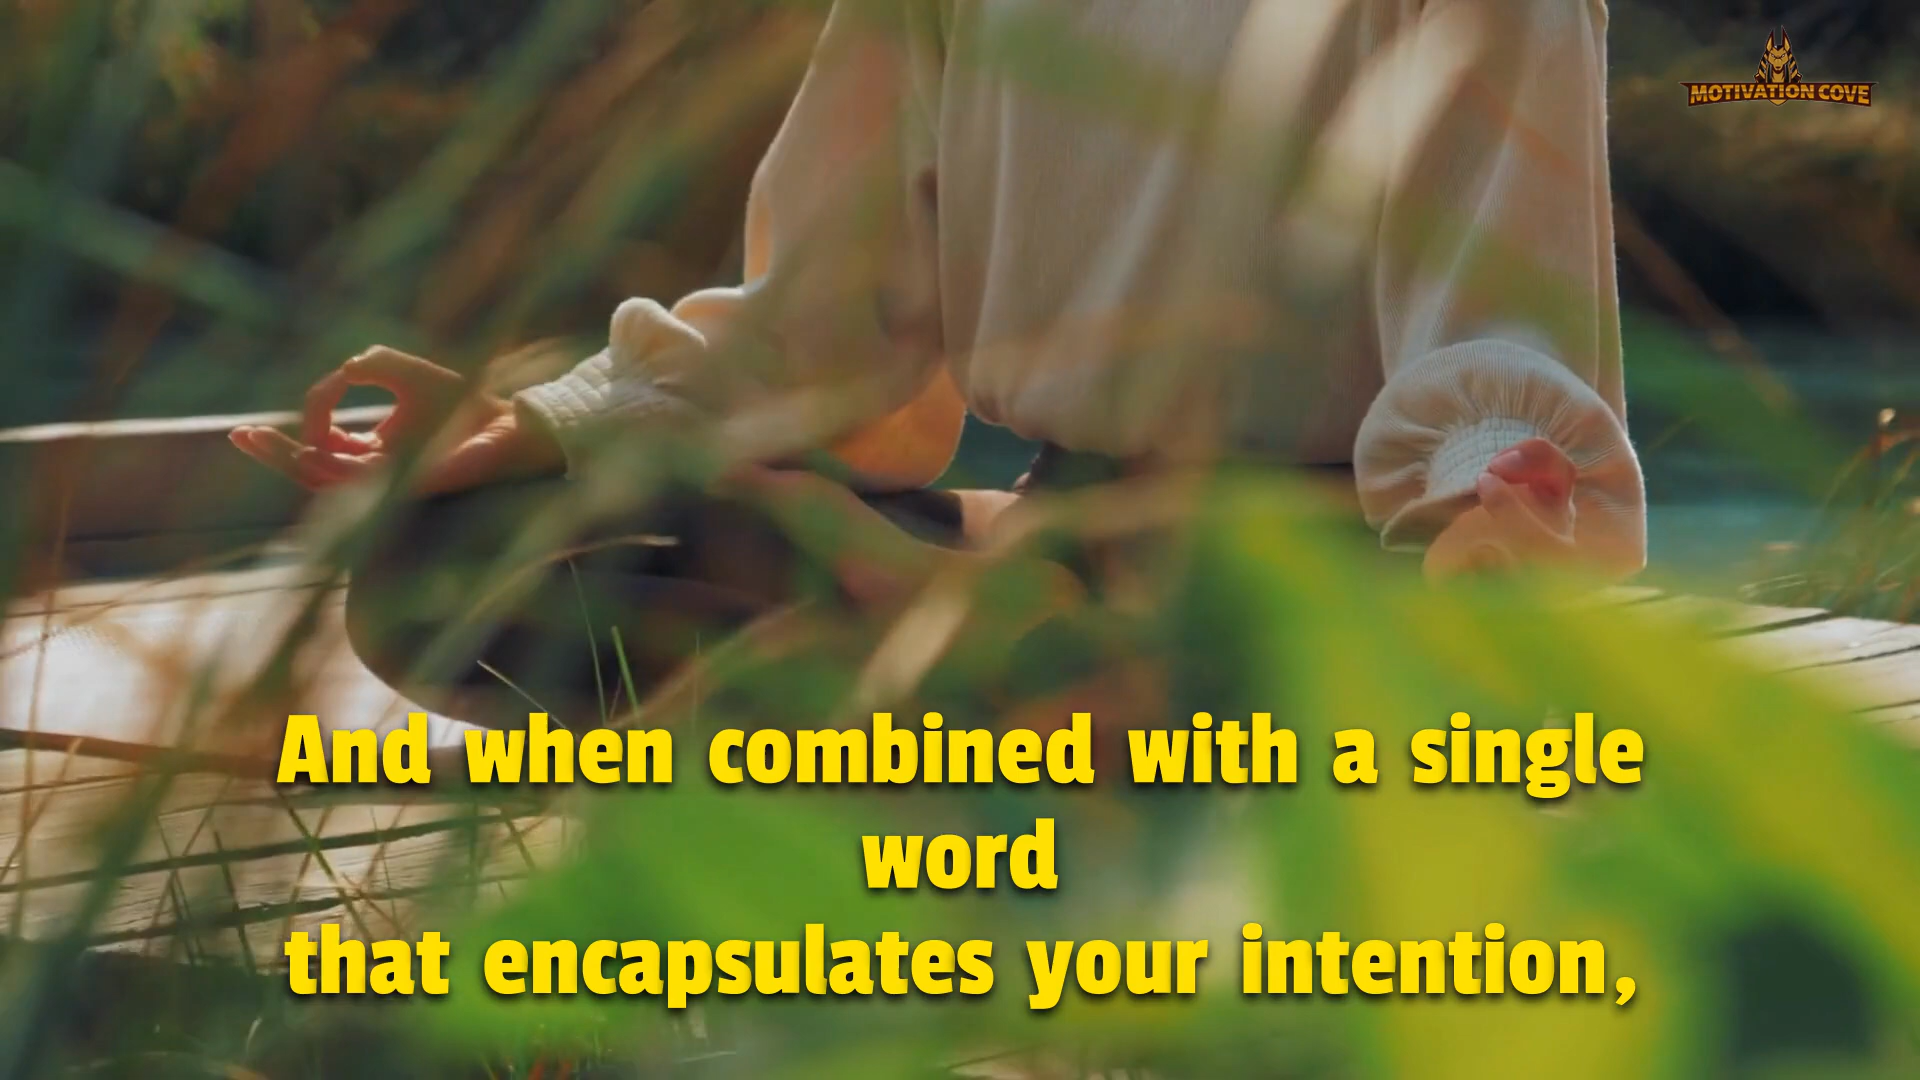 MOTIVATION COVE
And when combined with a single
word
that encapsulates your intention,